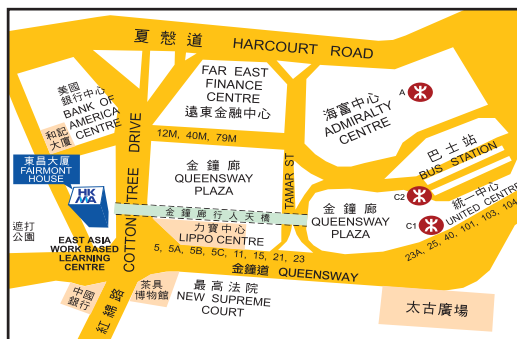 夏慤道 HARCOURT ROAD
美國
銀行中心
BANK OF
AMERICA
CENTRE
和記
大厦
FAR EAST
FINANCE
CENTRE
遠東金融中心
海富中心
ADMIRALTY
CENTRE
A
12M, 40M, 79M
COTTON TREE DRIVE
紅綿路
東昌大厦
FAIRMONT
HOUSE
HK
MA
EAST ASIA
WORK BASED
LEARNING
CENTRE
遮打
公園
金鐘廊
QUEENSWAY
PLAZA
TAMAR ST
巴士站
BUS STATION
金鐘廊
QUEENSWAY
PLAZA
C2
C1
統一中心
UNITED CENTRE
23A, 25, 40, 101, 103, 104
金鐘廊行人天橋
力寶中心
LIPPO CENTRE
5, 5A, 5B, 5C, 11, 15, 21, 23
金鐘道 QUEENSWAY
中國
銀行
茶具
博物館
最高法院
NEW SUPREME
COURT
太古廣場